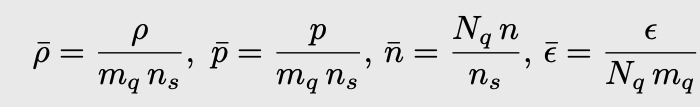 ρ̄ = ρ / (m_q n_s), p̄ = p / (m_q n_s), n̄ = N_q n / n_s, ε̄ = ϵ / (N_q m_q)